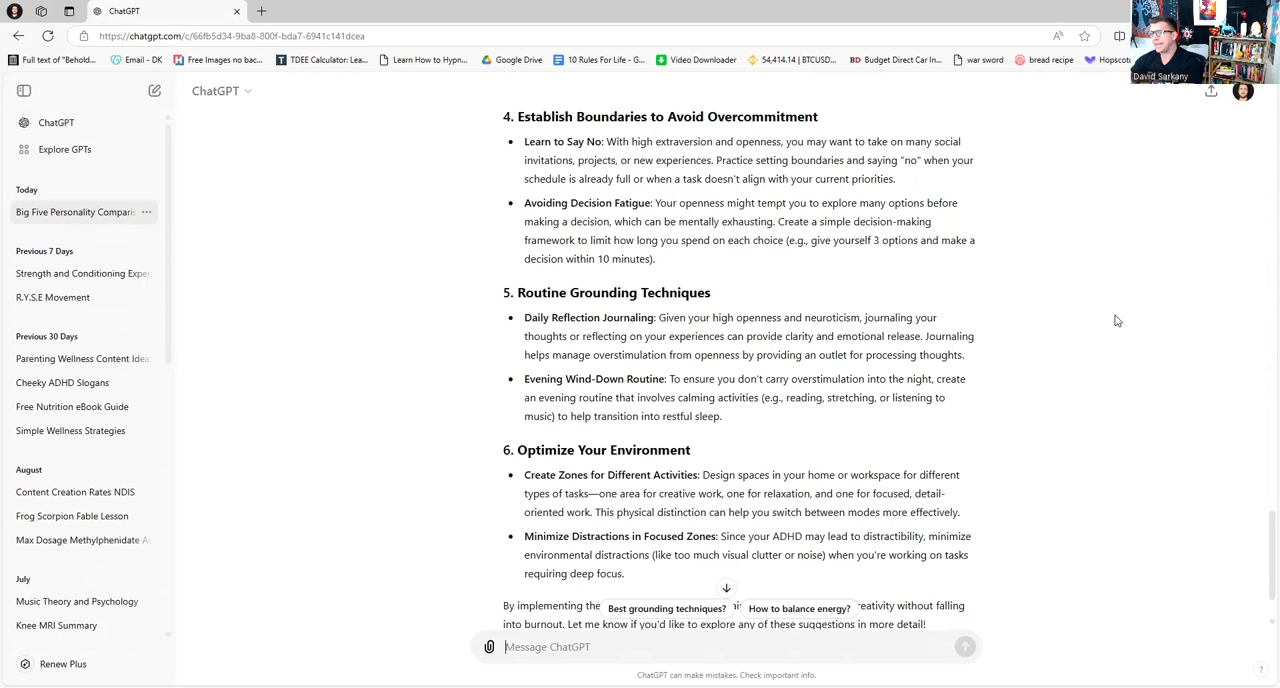 ChatGPT
https://chatgpt.com/c/66fb5d34-9ba8-800f-bda7-6941c141dcea
Full text of "Behold...
Email - DK
Free Images no bac...
TDEE Calculator: Lea...
Learn How to Hypn...
Google Drive
10 Rules For Life - G...
Video Downloader
54,414.14 | BTCUSD...
Budget Direct Car In...
war sword
bread recipe
Hopscot
David Sarkany
ChatGPT
ChatGPT
Explore GPTs
Today
Big Five Personality Comparis
Previous 7 Days
Strength and Conditioning Exper
R.Y.S.E Movement
Previous 30 Days
Parenting Wellness Content Idea
Cheeky ADHD Slogans
Free Nutrition eBook Guide
Simple Wellness Strategies
August
Content Creation Rates NDIS
Frog Scorpion Fable Lesson
Max Dosage Methylphenidate A
July
Music Theory and Psychology
Knee MRI Summary
Renew Plus
4. Establish Boundaries to Avoid Overcommitment
• Learn to Say No: With high extraversion and openness, you may want to take on many social
invitations, projects, or new experiences. Practice setting boundaries and saying "no" when your
schedule is already full or when a task doesn't align with your current priorities.
• Avoiding Decision Fatigue: Your openness might tempt you to explore many options before
making a decision, which can be mentally exhausting. Create a simple decision-making
framework to limit how long you spend on each choice (e.g., give yourself 3 options and make a
decision within 10 minutes).
5. Routine Grounding Techniques
• Daily Reflection Journaling: Given your high openness and neuroticism, journaling your
thoughts or reflecting on your experiences can provide clarity and emotional release. Journaling
helps manage overstimulation from openness by providing an outlet for processing thoughts.
• Evening Wind-Down Routine: To ensure you don't carry overstimulation into the night, create
an evening routine that involves calming activities (e.g., reading, stretching, or listening to
music) to help transition into restful sleep.
6. Optimize Your Environment
• Create Zones for Different Activities: Design spaces in your home or workspace for different
types of tasks—one area for creative work, one for relaxation, and one for focused, detail-
oriented work. This physical distinction can help you switch between modes more effectively.
• Minimize Distractions in Focused Zones: Since your ADHD may lead to distractibility, minimize
environmental distractions (like too much visual clutter or noise) when you're working on tasks
requiring deep focus.
By implementing the
Best grounding techniques?
How to balance energy?
creativity without falling
into burnout. Let me know if you'd like to explore any of these suggestions in more detail!
Message ChatGPT
ChatGPT can make mistakes. Check important info.
?